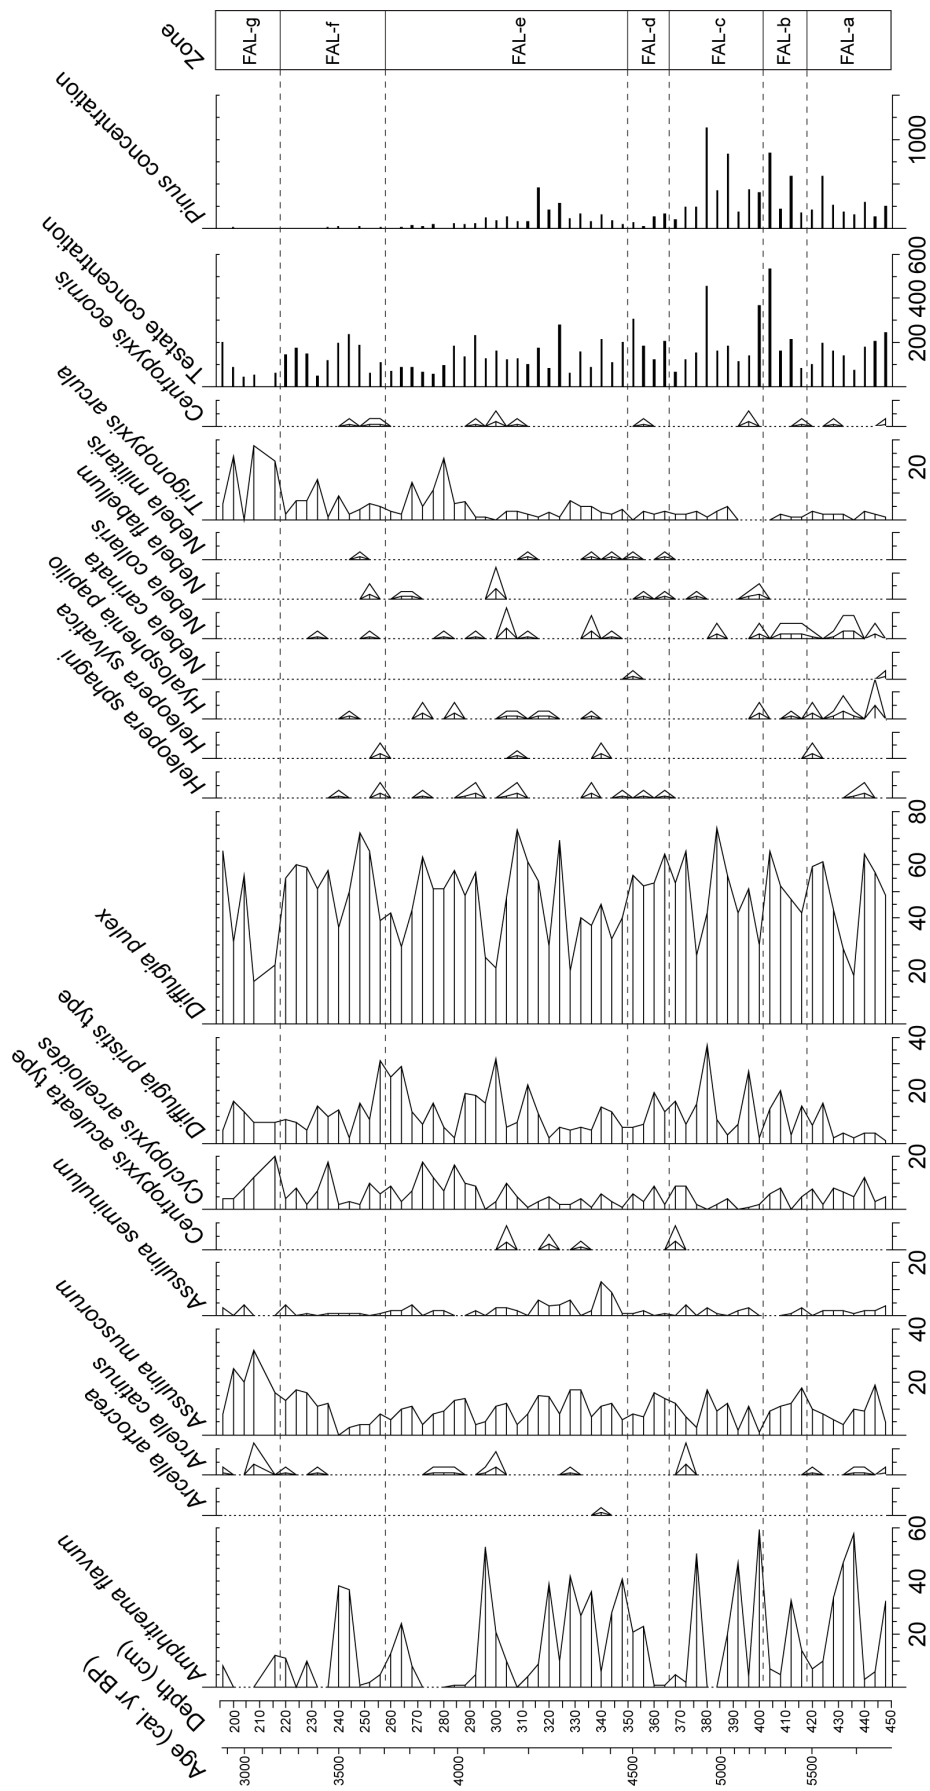 Age (cal. yr BP)
Depth (cm)
Amphitrema flavum
Arcella artocrea
Arcella catinus
Assulina muscorum
Assulina seminulum
Centropyxis aculeata type
Cyclopyxis arcelloides
Difflugia pristis type
Difflugia pulex
Heleopera sphagni
Heleopera sylvatica
Hyalosphenia papilio
Nebela carinata
Nebela collaris
Nebela flabellum
Nebela militaris
Trigonopyxis arcula
Centropyxis ecornis
Testate concentration
Pinus concentration
Zone
3000
3500
4000
4500
5000
5500
200
210
220
230
240
250
260
270
280
290
300
310
320
330
340
350
360
370
380
390
400
410
420
430
440
450
FAL-g
FAL-f
FAL-e
FAL-d
FAL-c
FAL-b
FAL-a
20 40 60
20 40
20
20
20 40
20 40 60 80
20
200 400 600
1000